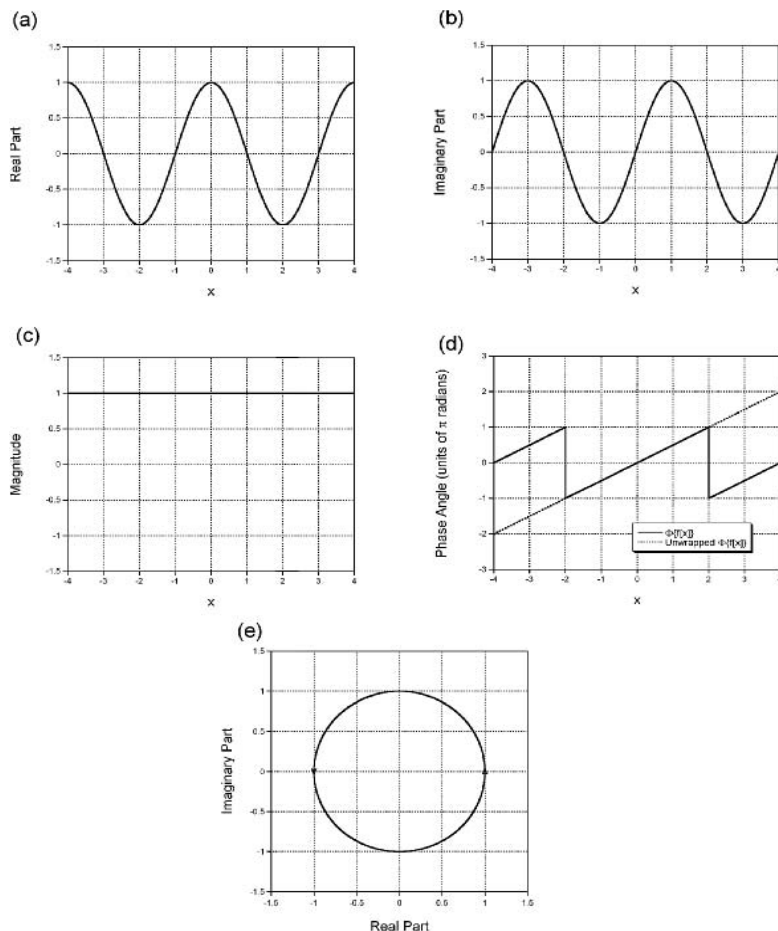 (a)
1.5
1
0.5
0
-0.5
-1
-1.5
Real Part
-4 -3 -2 -1 0 1 2 3 4
x
(b)
1.5
1
0.5
0
-0.5
-1
-1.5
Imaginary Part
-4 -3 -2 -1 0 1 2 3 4
x
(c)
1.5
1
0.5
0
-0.5
-1
-1.5
Magnitude
-4 -3 -2 -1 0 1 2 3 4
x
(d)
3
2
1
0
-1
-2
-3
Phase Angle (units of π radians)
Φ{f[x]}
Unwrapped Φ{f[x]}
-4 -3 -2 -1 0 1 2 3 4
x
(e)
1.5
1
0.5
0
-0.5
-1
-1.5
Imaginary Part
-1.5 -1 -0.5 0 0.5 1 1.5
Real Part